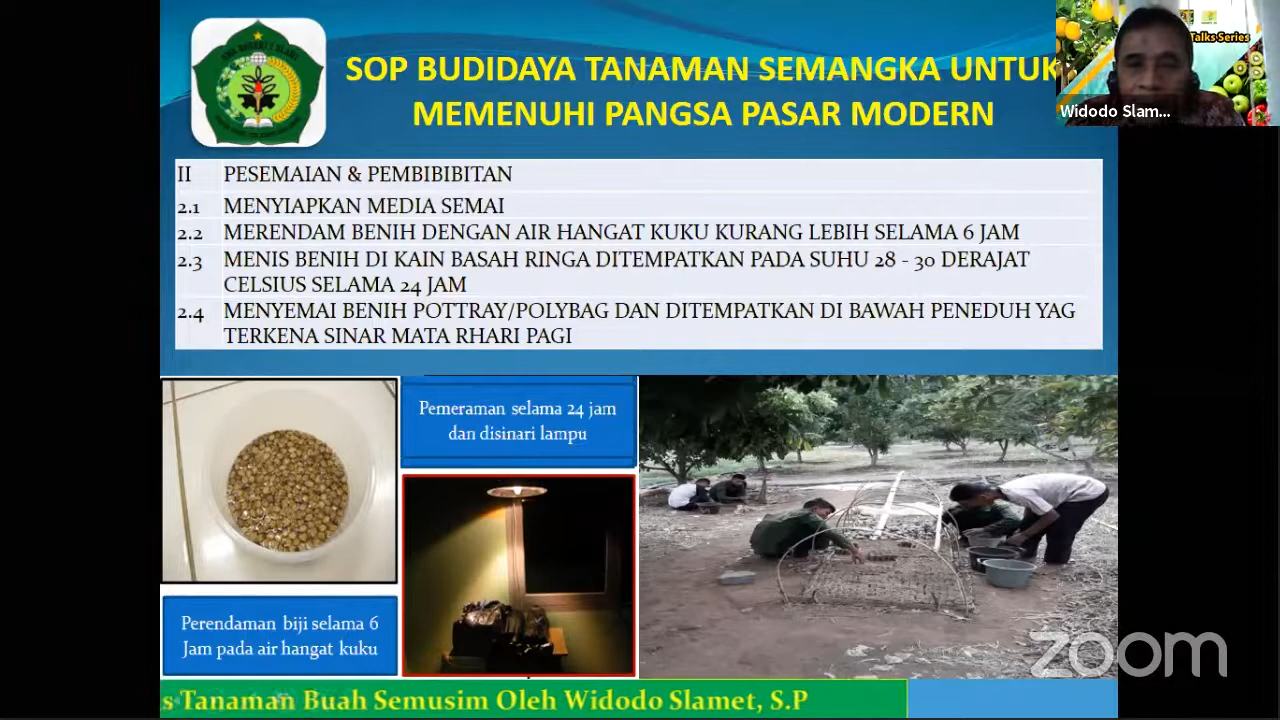 SOP BUDIDAYA TANAMAN SEMANGKA UNTUK
MEMENUHI PANGSA PASAR MODERN
Talks Series
Widodo Slam...
II PESEMAIAN & PEMBIBIBITAN
2.1 MENYIAPKAN MEDIA SEMAI
2.2 MERENDAM BENIH DENGAN AIR HANGAT KUKU KURANG LEBIH SELAMA 6 JAM
2.3 MENIS BENIH DI KAIN BASAH RINGA DITEMPATKAN PADA SUHU 28 - 30 DERAJAT
CELSIUS SELAMA 24 JAM
2.4 MENYEMAI BENIH POTTRAY/POLYBAG DAN DITEMPATKAN DI BAWAH PENEDUH YAG
TERKENA SINAR MATA RHARI PAGI
Pemeraman selama 24 jam
dan disinari lampu
Perendaman biji selama 6
Jam pada air hangat kuku
zoom
s Tanaman Buah Semusim Oleh Widodo Slamet, S.P